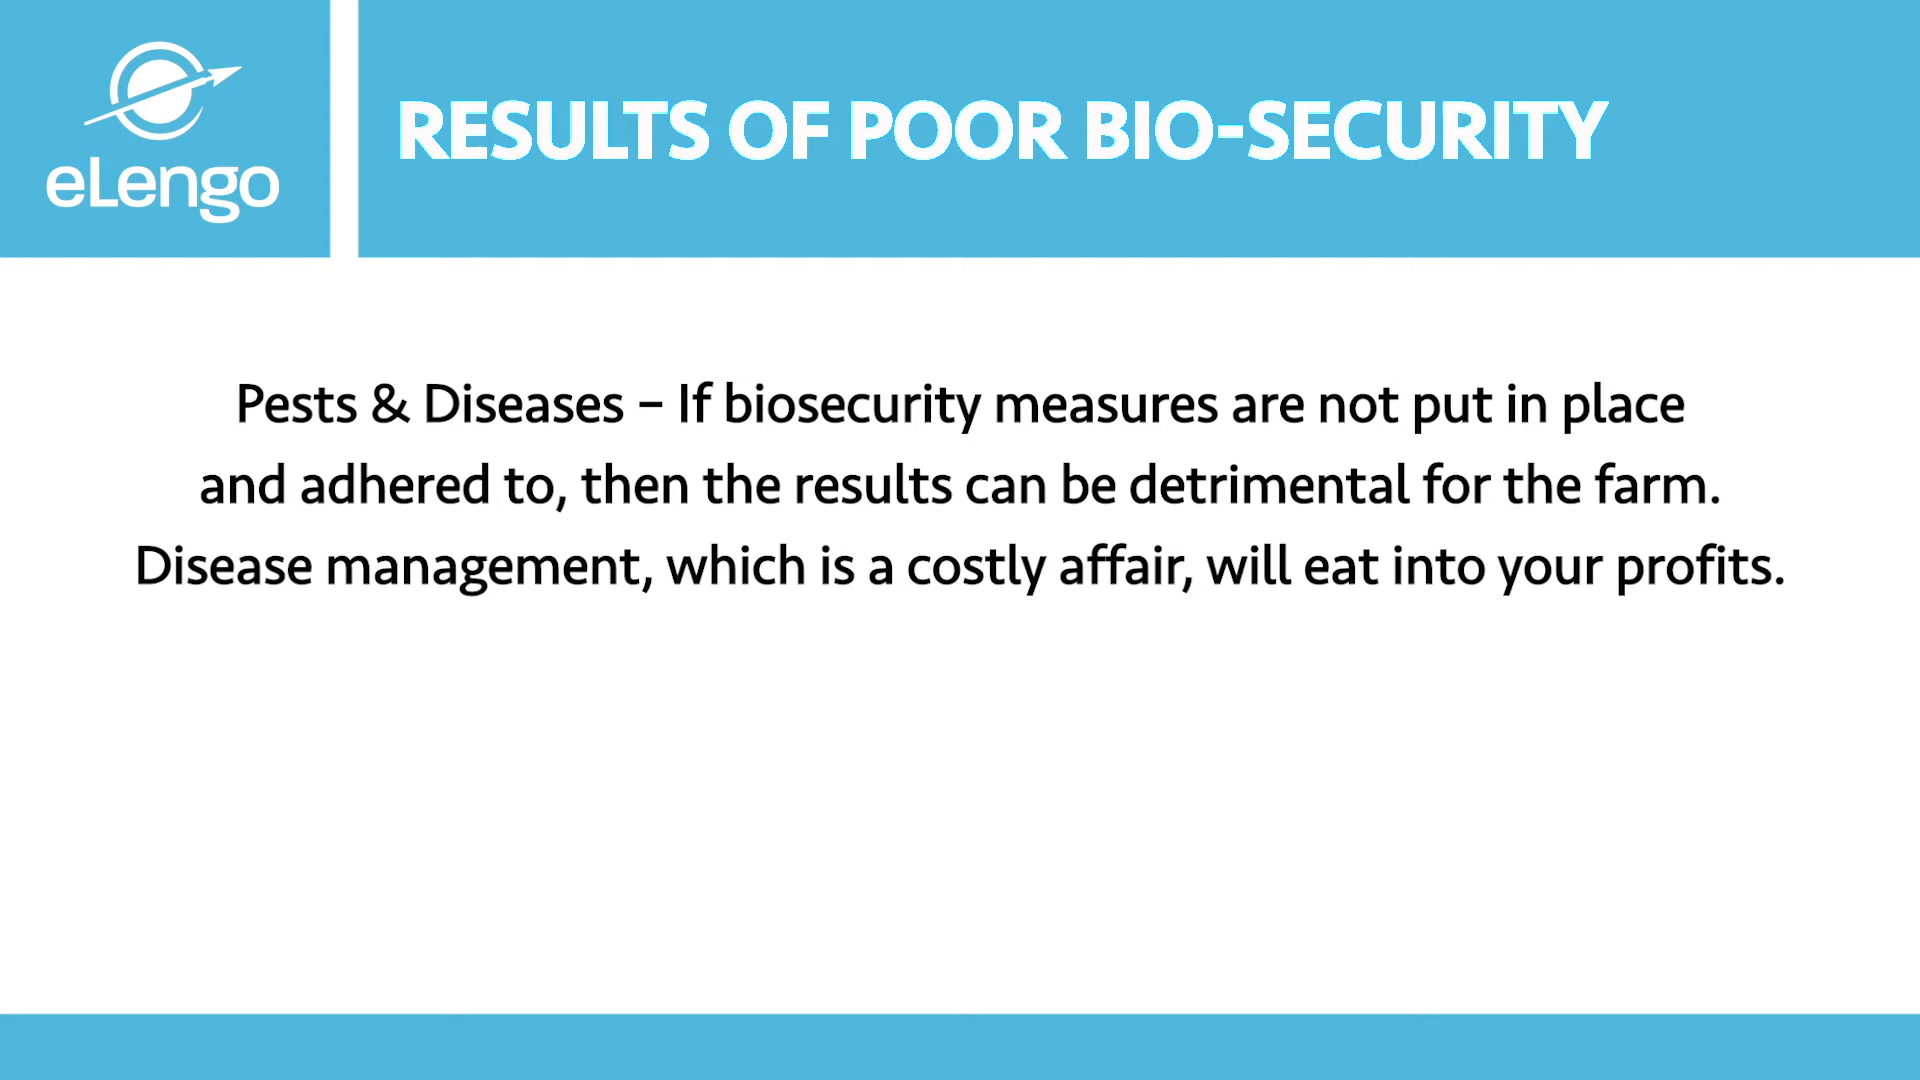 eLengo
RESULTS OF POOR BIO-SECURITY
Pests & Diseases – If biosecurity measures are not put in place
and adhered to, then the results can be detrimental for the farm.
Disease management, which is a costly affair, will eat into your profits.